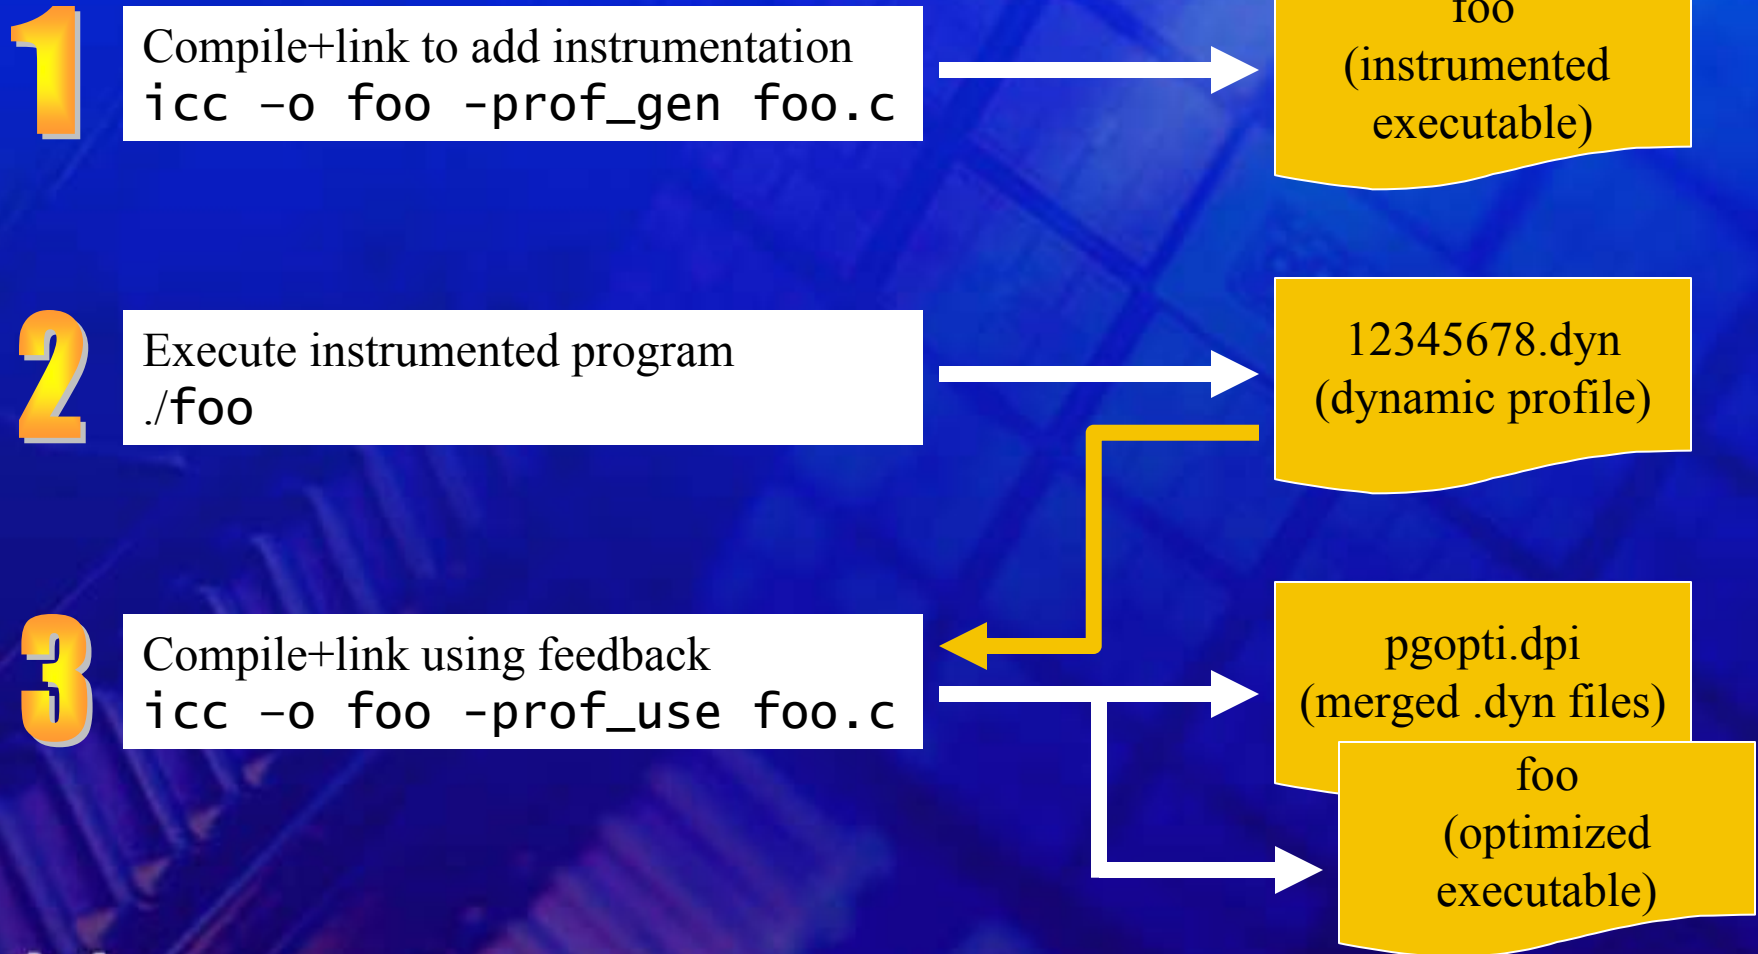 1
Compile+link to add instrumentation
icc –o foo -prof_gen foo.c
foo
(instrumented
executable)
2
Execute instrumented program
./foo
12345678.dyn
(dynamic profile)
3
Compile+link using feedback
icc –o foo -prof_use foo.c
pgopti.dpi
(merged .dyn files)
foo
(optimized
executable)